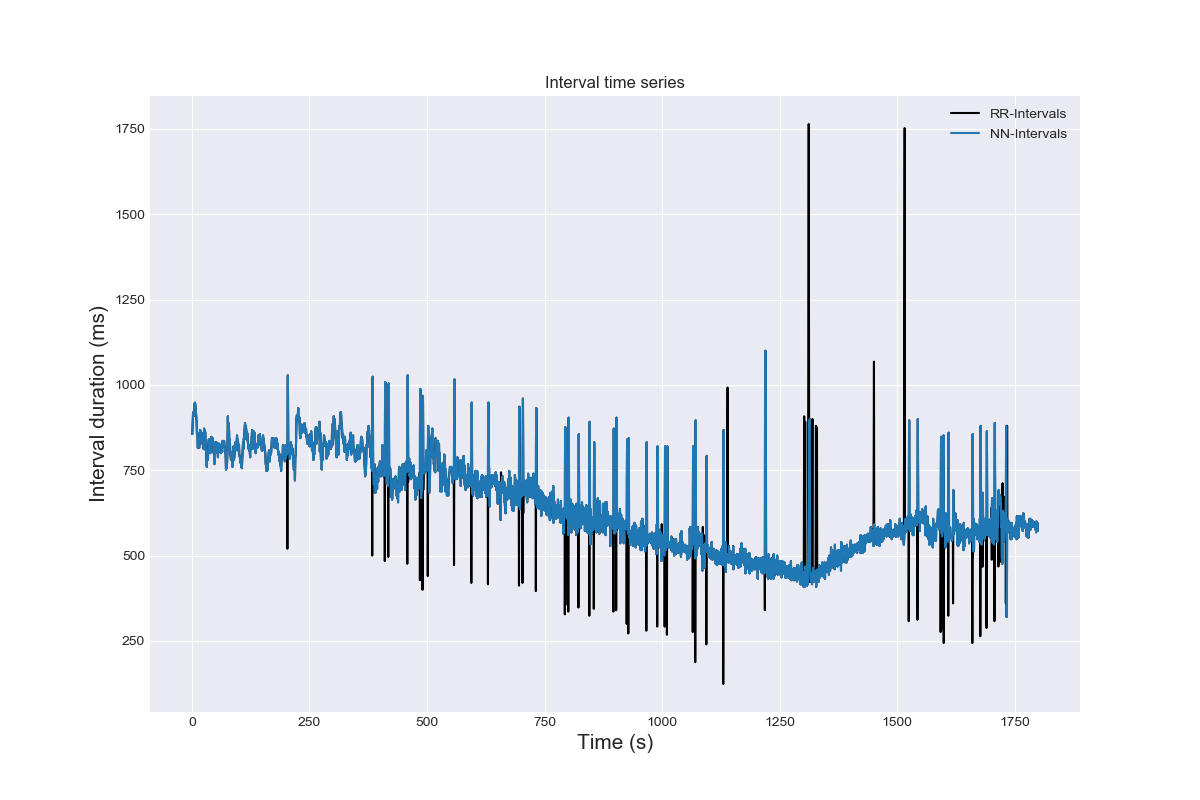 Interval time series
RR-Intervals
NN-Intervals
1750
1500
1250
1000
750
500
250
Interval duration (ms)
0 250 500 750 1000 1250 1500 1750
Time (s)